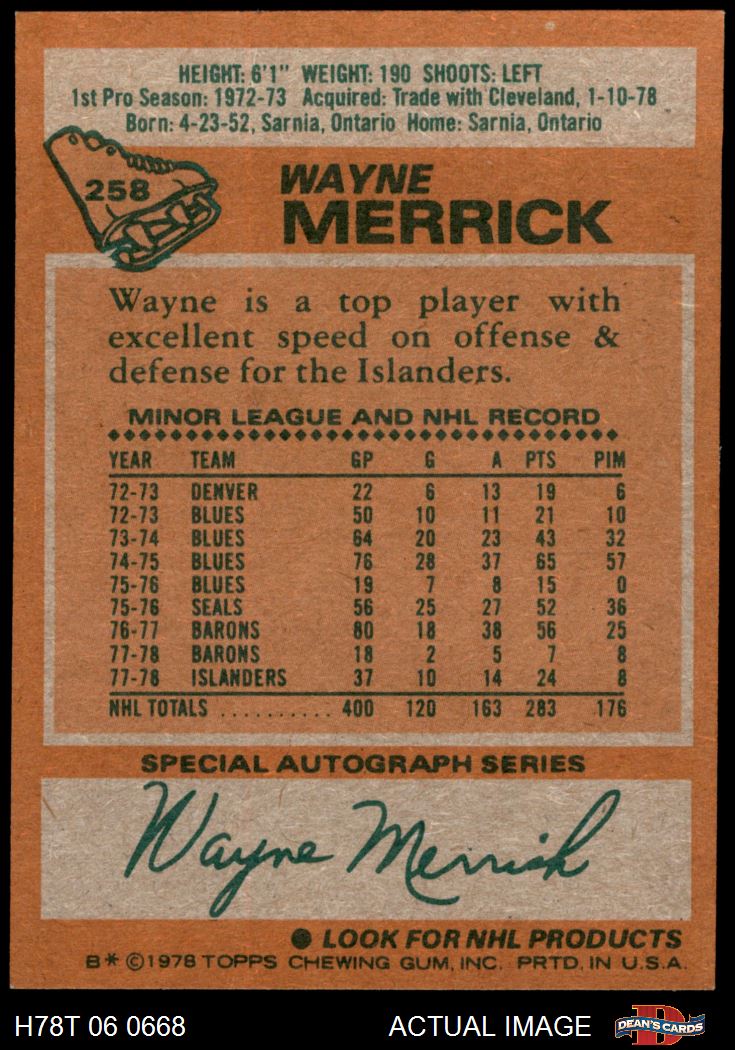 HEIGHT: 6'1" WEIGHT: 190 SHOOTS: LEFT
1st Pro Season: 1972-73 Acquired: Trade with Cleveland, 1-10-78
Born: 4-23-52, Sarnia, Ontario Home: Sarnia, Ontario
258
WAYNE
MERRICK
Wayne is a top player with
excellent speed on offense &
defense for the Islanders.
MINOR LEAGUE AND NHL RECORD
YEAR TEAM GP G A PTS PIM
72-73 DENVER 22 6 13 19 6
72-73 BLUES 50 10 11 21 10
73-74 BLUES 64 20 23 43 32
74-75 BLUES 76 28 37 65 57
75-76 BLUES 19 7 8 15 0
75-76 SEALS 56 25 27 52 36
76-77 BARONS 80 18 38 56 25
77-78 BARONS 18 2 5 7 8
77-78 ISLANDERS 37 10 14 24 8
NHL TOTALS .......... 400 120 163 283 176
SPECIAL AUTOGRAPH SERIES
Wayne Merrick
● LOOK FOR NHL PRODUCTS
B* ©1978 TOPPS CHEWING GUM, INC. PRTD. IN U.S.A.
H78T 06 0668 ACTUAL IMAGE D DEAN'S CARDS